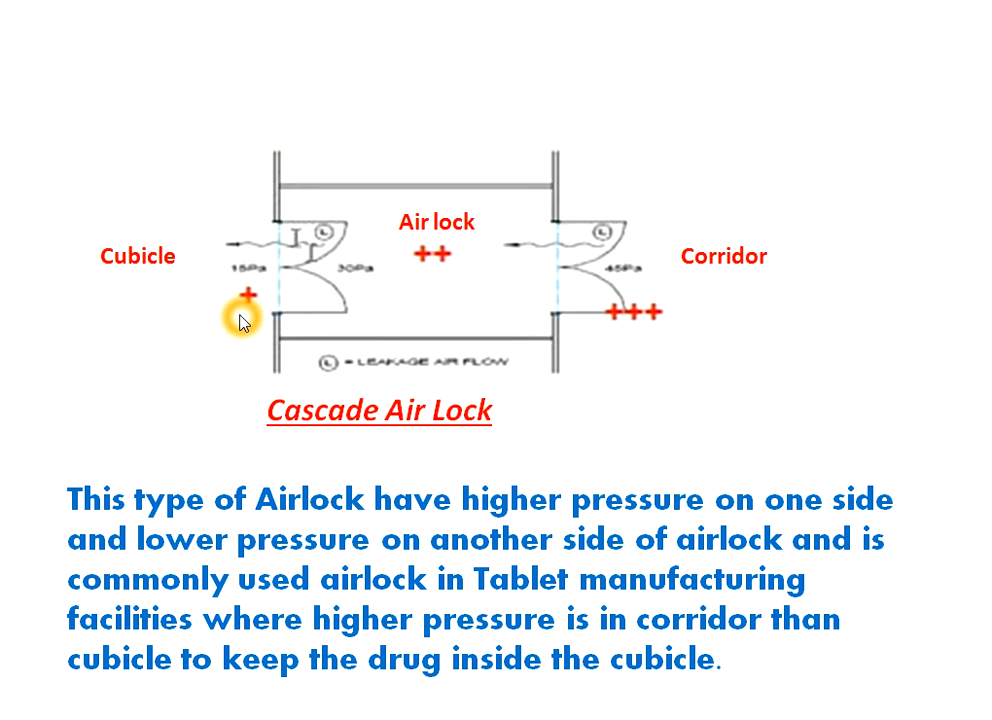 Air lock
++
Cubicle
Corridor
15Pa
30Pa
45Pa
+
+++
L
L
Ⓛ = LEAKAGE AIR FLOW
Cascade Air Lock
This type of Airlock have higher pressure on one side
and lower pressure on another side of airlock and is
commonly used airlock in Tablet manufacturing
facilities where higher pressure is in corridor than
cubicle to keep the drug inside the cubicle.